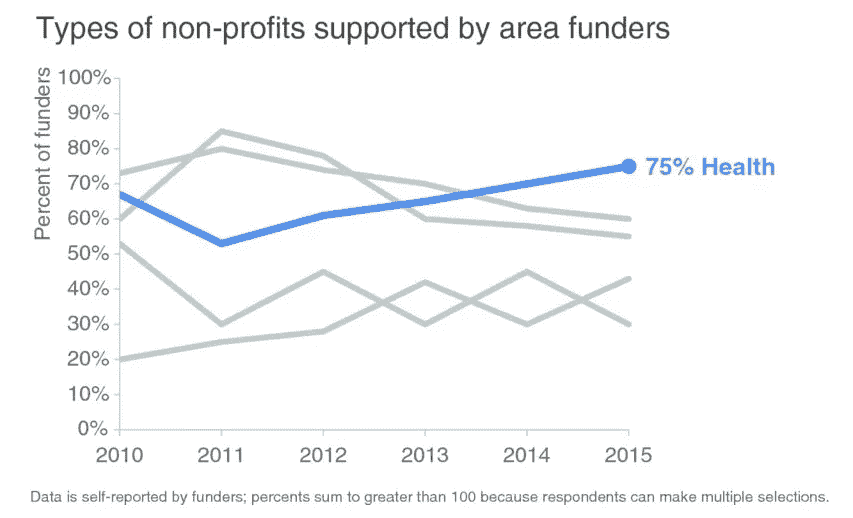 Types of non-profits supported by area funders
Percent of funders
100%
90%
80%
70%
60%
50%
40%
30%
20%
10%
0%
75% Health
2010 2011 2012 2013 2014 2015
Data is self-reported by funders; percents sum to greater than 100 because respondents can make multiple selections.